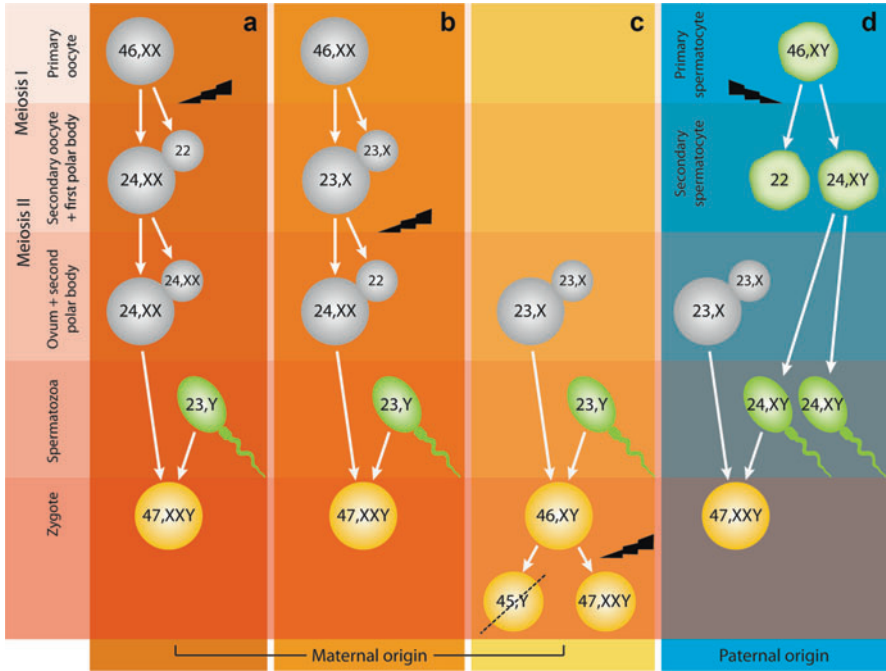 a
b
c
d
Meiosis I
Meiosis II
Primary
oocyte
Secondary oocyte
+ first polar body
Ovum + second
polar body
Spermatozoa
Zygote
46,XX
22
24,XX
24,XX
24,XX
23,Y
47,XXY
46,XX
23,X
23,X
22
24,XX
23,Y
47,XXY
23,X
23,X
23,Y
46,XY
45,Y
47,XXY
Primary
spermatocyte
Secondary
spermatocyte
46,XY
22
24,XY
23,X
23,X
24,XY
24,XY
47,XXY
Maternal origin
Paternal origin